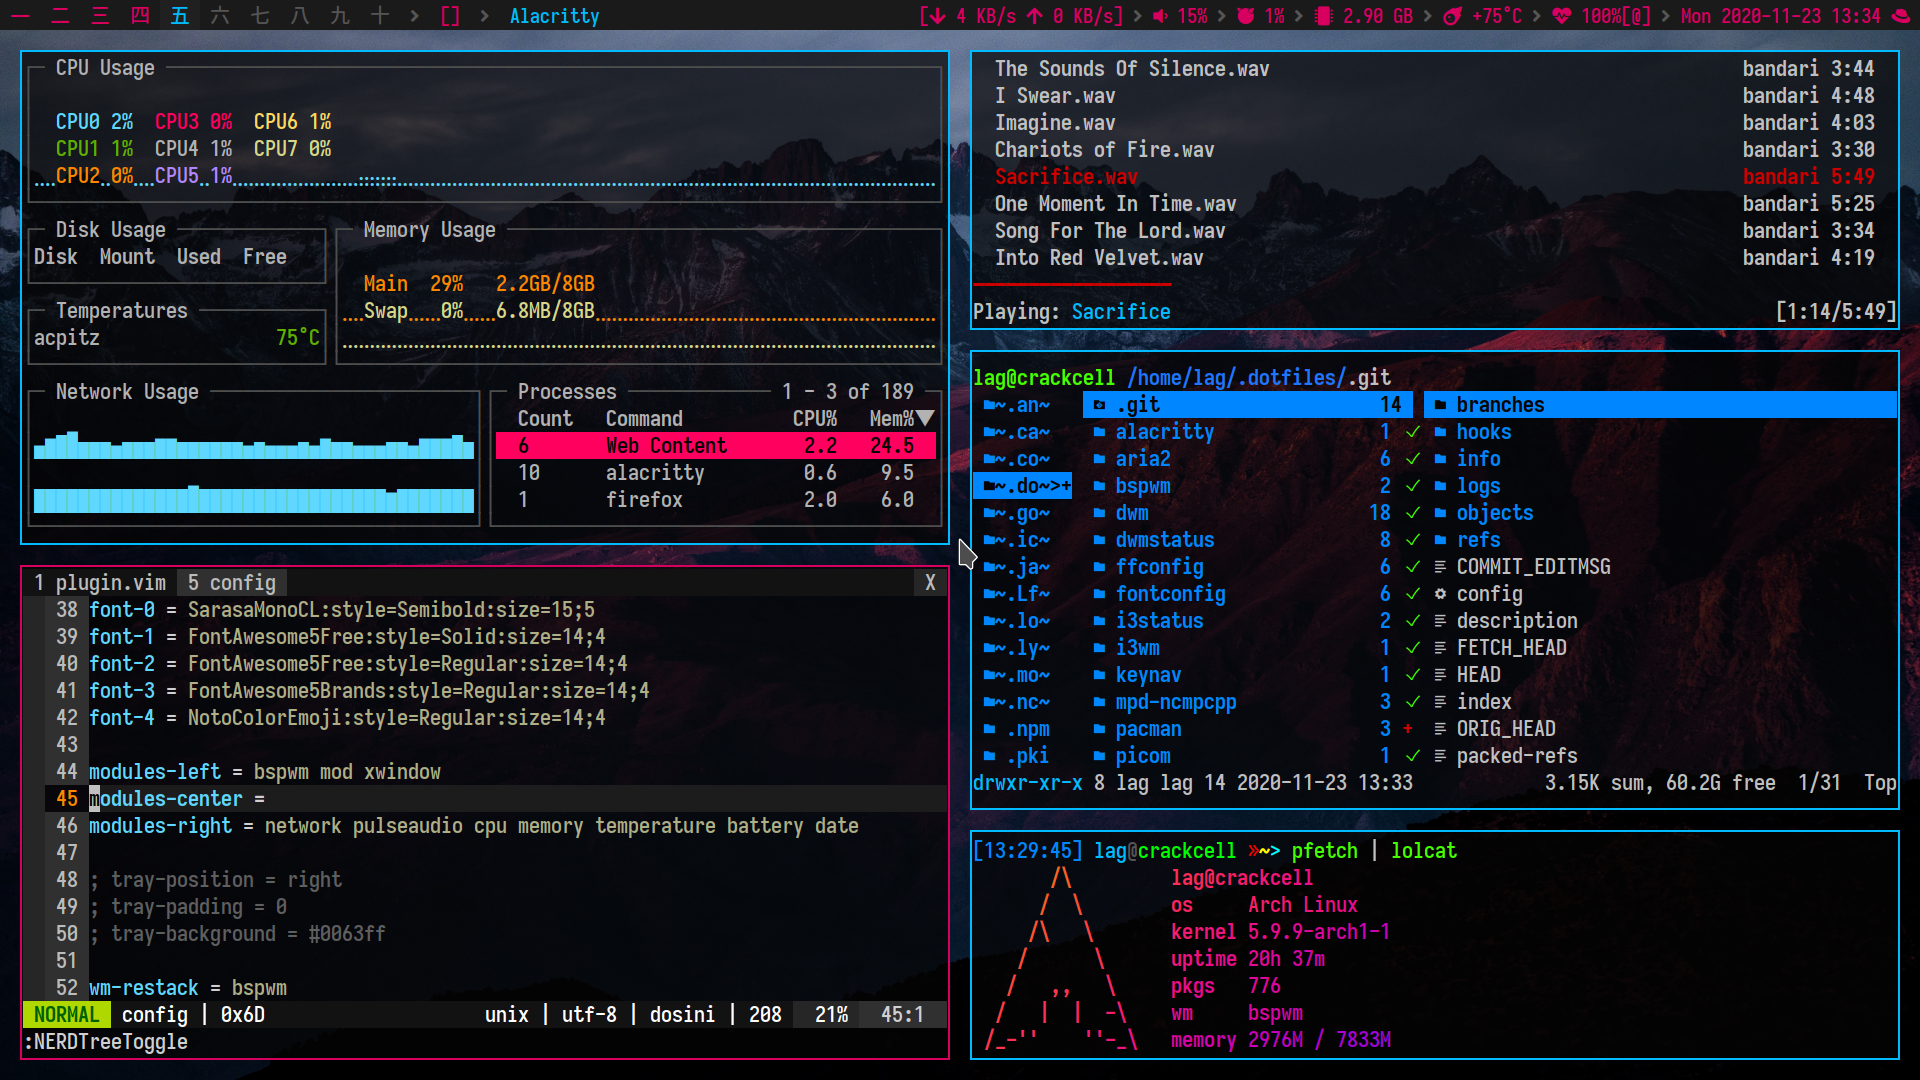 一 二 三 四 五 六 七 八 九 十 > [] > Alacritty
[ 4 KB/s 0 KB/s] > 15% > 1% > 2.90 GB > +75°C > 100%[@] > Mon 2020-11-23 13:34
CPU Usage
CPU0 2% CPU3 0% CPU6 1%
CPU1 1% CPU4 1% CPU7 0%
CPU2 0% CPU5 1%
Disk Usage
Disk Mount Used Free
Memory Usage
Main 29% 2.2GB/8GB
Swap 0% 6.8MB/8GB
Temperatures
acpitz 75°C
Network Usage
Processes 1 - 3 of 189
Count Command CPU% Mem%▼
6 Web Content 2.2 24.5
10 alacritty 0.6 9.5
1 firefox 2.0 6.0
1 plugin.vim 5 config X
38 font-0 = SarasaMonoCL:style=Semibold:size=15;5
39 font-1 = FontAwesome5Free:style=Solid:size=14;4
40 font-2 = FontAwesome5Free:style=Regular:size=14;4
41 font-3 = FontAwesome5Brands:style=Regular:size=14;4
42 font-4 = NotoColorEmoji:style=Regular:size=14;4
43
44 modules-left = bspwm mod xwindow
45 modules-center =
46 modules-right = network pulseaudio cpu memory temperature battery date
47
48 ; tray-position = right
49 ; tray-padding = 0
50 ; tray-background = #0063ff
51
52 wm-restack = bspwm
NORMAL config | 0x6D unix | utf-8 | dosini | 208 21% 45:1
:NERDTreeToggle
The Sounds Of Silence.wav bandari 3:44
I Swear.wav bandari 4:48
Imagine.wav bandari 4:03
Chariots of Fire.wav bandari 3:30
Sacrifice.wav bandari 5:49
One Moment In Time.wav bandari 5:25
Song For The Lord.wav bandari 3:34
Into Red Velvet.wav bandari 4:19
Playing: Sacrifice [1:14/5:49]
lag@crackcell /home/lag/.dotfiles/.git
~.an~ .git 14 branches
~.ca~ alacritty 1 ✓ hooks
~.co~ aria2 6 ✓ info
~.do~>+ bspwm 2 ✓ logs
~.go~ dwm 18 ✓ objects
~.ic~ dwmstatus 8 ✓ refs
~.ja~ ffconfig 6 ✓ COMMIT_EDITMSG
~.Lf~ fontconfig 6 ✓ config
~.lo~ i3status 2 ✓ description
~.ly~ i3wm 1 ✓ FETCH_HEAD
~.mo~ keynav 1 ✓ HEAD
~.nc~ mpd-ncmpcpp 3 ✓ index
.npm pacman 3 + ORIG_HEAD
.pki picom 1 ✓ packed-refs
drwxr-xr-x 8 lag lag 14 2020-11-23 13:33 3.15K sum, 60.2G free 1/31 Top
[13:29:45] lag@crackcell »~> pfetch | lolcat
lag@crackcell
os Arch Linux
kernel 5.9.9-arch1-1
uptime 20h 37m
pkgs 776
wm bspwm
memory 2976M / 7833M